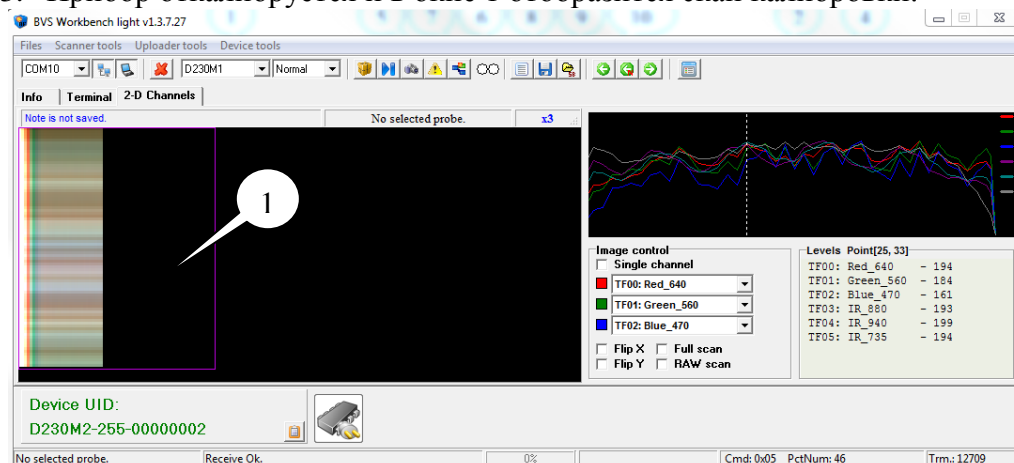 BVS Workbench light v1.3.7.27
Files Scanner tools Uploader tools Device tools
COM10 D230M1 Normal
Info Terminal 2-D Channels
Note is not saved. No selected probe. x3
1
Image control
Single channel
TF00: Red_640
TF01: Green_560
TF02: Blue_470
Flip X Full scan
Flip Y RAW scan
Levels Point[25, 33]
TF00: Red_640 - 194
TF01: Green_560 - 184
TF02: Blue_470 - 161
TF03: IR_880 - 193
TF04: IR_940 - 199
TF05: IR_735 - 194
Device UID:
D230M2-255-00000002
No selected probe. Receive Ok. 0% Cmd: 0x05 PctNum: 46 Trm.: 12709